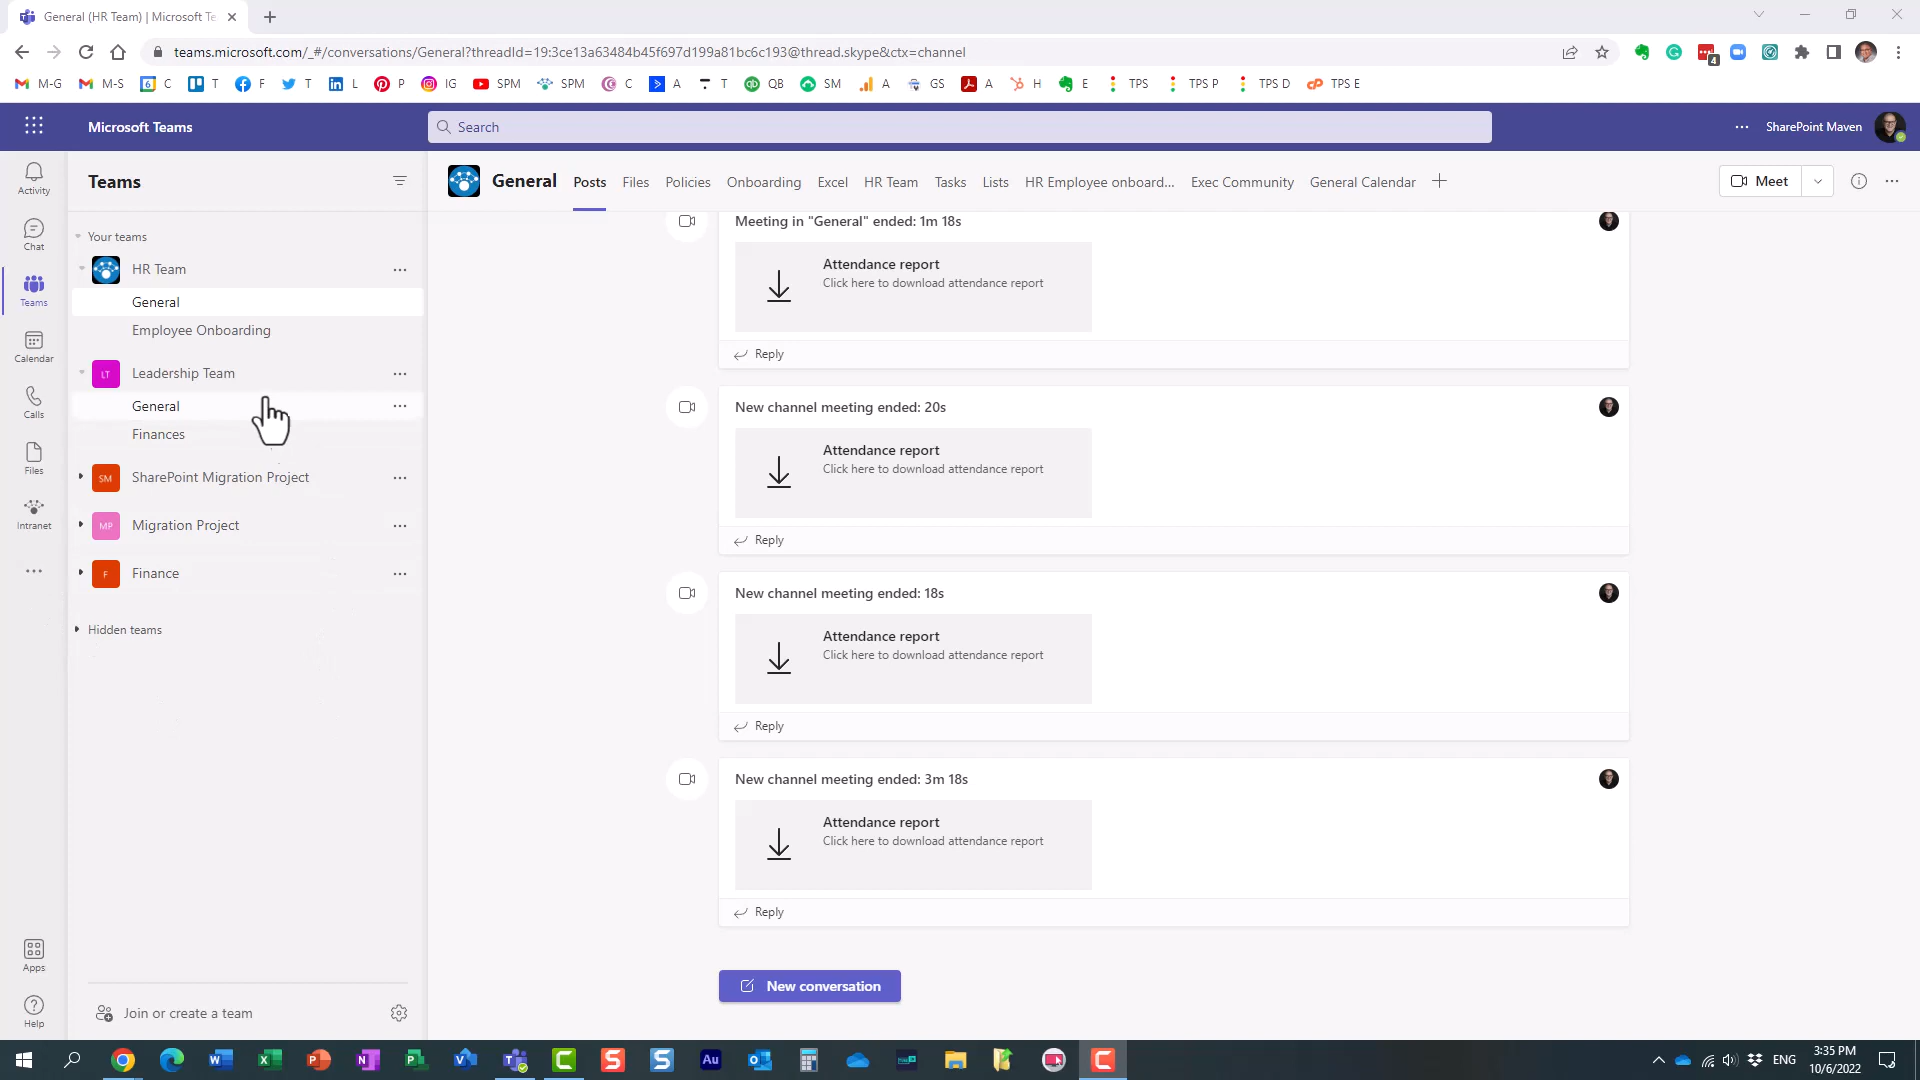 General (HR Team) | Microsoft Te
teams.microsoft.com/_#/conversations/General?threadId=19:3ce13a63484b45f697d199a81bc6c193@thread.skype&ctx=channel
4
M-G M-S 6 C T F T L P IG SPM SPM C A T QB SM A GS A H E TPS TPS P TPS D TPS E
Microsoft Teams
Search
SharePoint Maven
Activity
Chat
Teams
Calendar
Calls
Files
Intranet
Apps
Help
Teams
Your teams
HR Team
General
Employee Onboarding
LT Leadership Team
General
Finances
SM SharePoint Migration Project
MP Migration Project
F Finance
Hidden teams
Join or create a team
General Posts Files Policies Onboarding Excel HR Team Tasks Lists HR Employee onboard... Exec Community General Calendar
Meet
Meeting in "General" ended: 1m 18s
Attendance report
Click here to download attendance report
Reply
New channel meeting ended: 20s
Attendance report
Click here to download attendance report
Reply
New channel meeting ended: 18s
Attendance report
Click here to download attendance report
Reply
New channel meeting ended: 3m 18s
Attendance report
Click here to download attendance report
Reply
New conversation
ENG
3:35 PM
10/6/2022